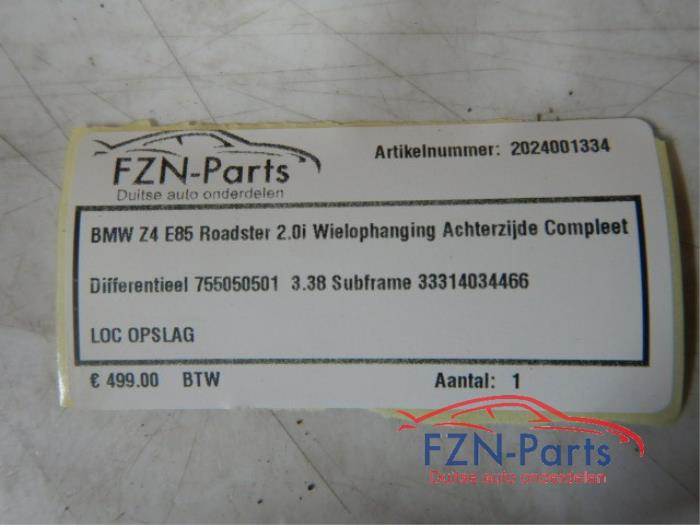 FZN-Parts
Duitse auto onderdelen
Artikelnummer: 2024001334
BMW Z4 E85 Roadster 2.0i Wielophanging Achterzijde Compleet
Differentieel 755050501 3.38 Subframe 33314034466
LOC OPSLAG
€ 499.00 BTW
Aantal: 1
FZN-Parts
Duitse auto onderdelen